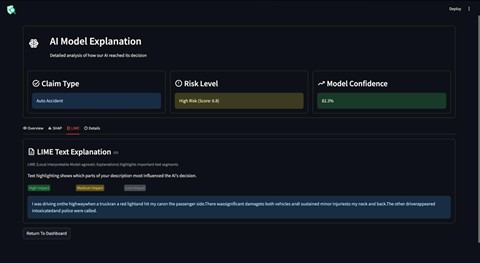 Deploy
AI Model Explanation
Detailed analysis of how our AI reached its decision
Claim Type
Risk Level
Model Confidence
Auto Accident
High Risk (Score: 6.8)
82.3%
Overview
SHAP
LIME
Details
LIME Text Explanation
LIME (Local Interpretable Model-agnostic Explanations) highlights important text segments
Text highlighting shows which parts of your description most influenced the AI's decision.
High Impact
Medium Impact
Low Impact
I was driving onthe highwaywhen a truckran a red lightand hit my caron the passenger side.There wassignificant damageto both vehicles andI sustained minor injuriesto my neck and back.The other driverappeared
intoxicatedand police were called.
Return To Dashboard